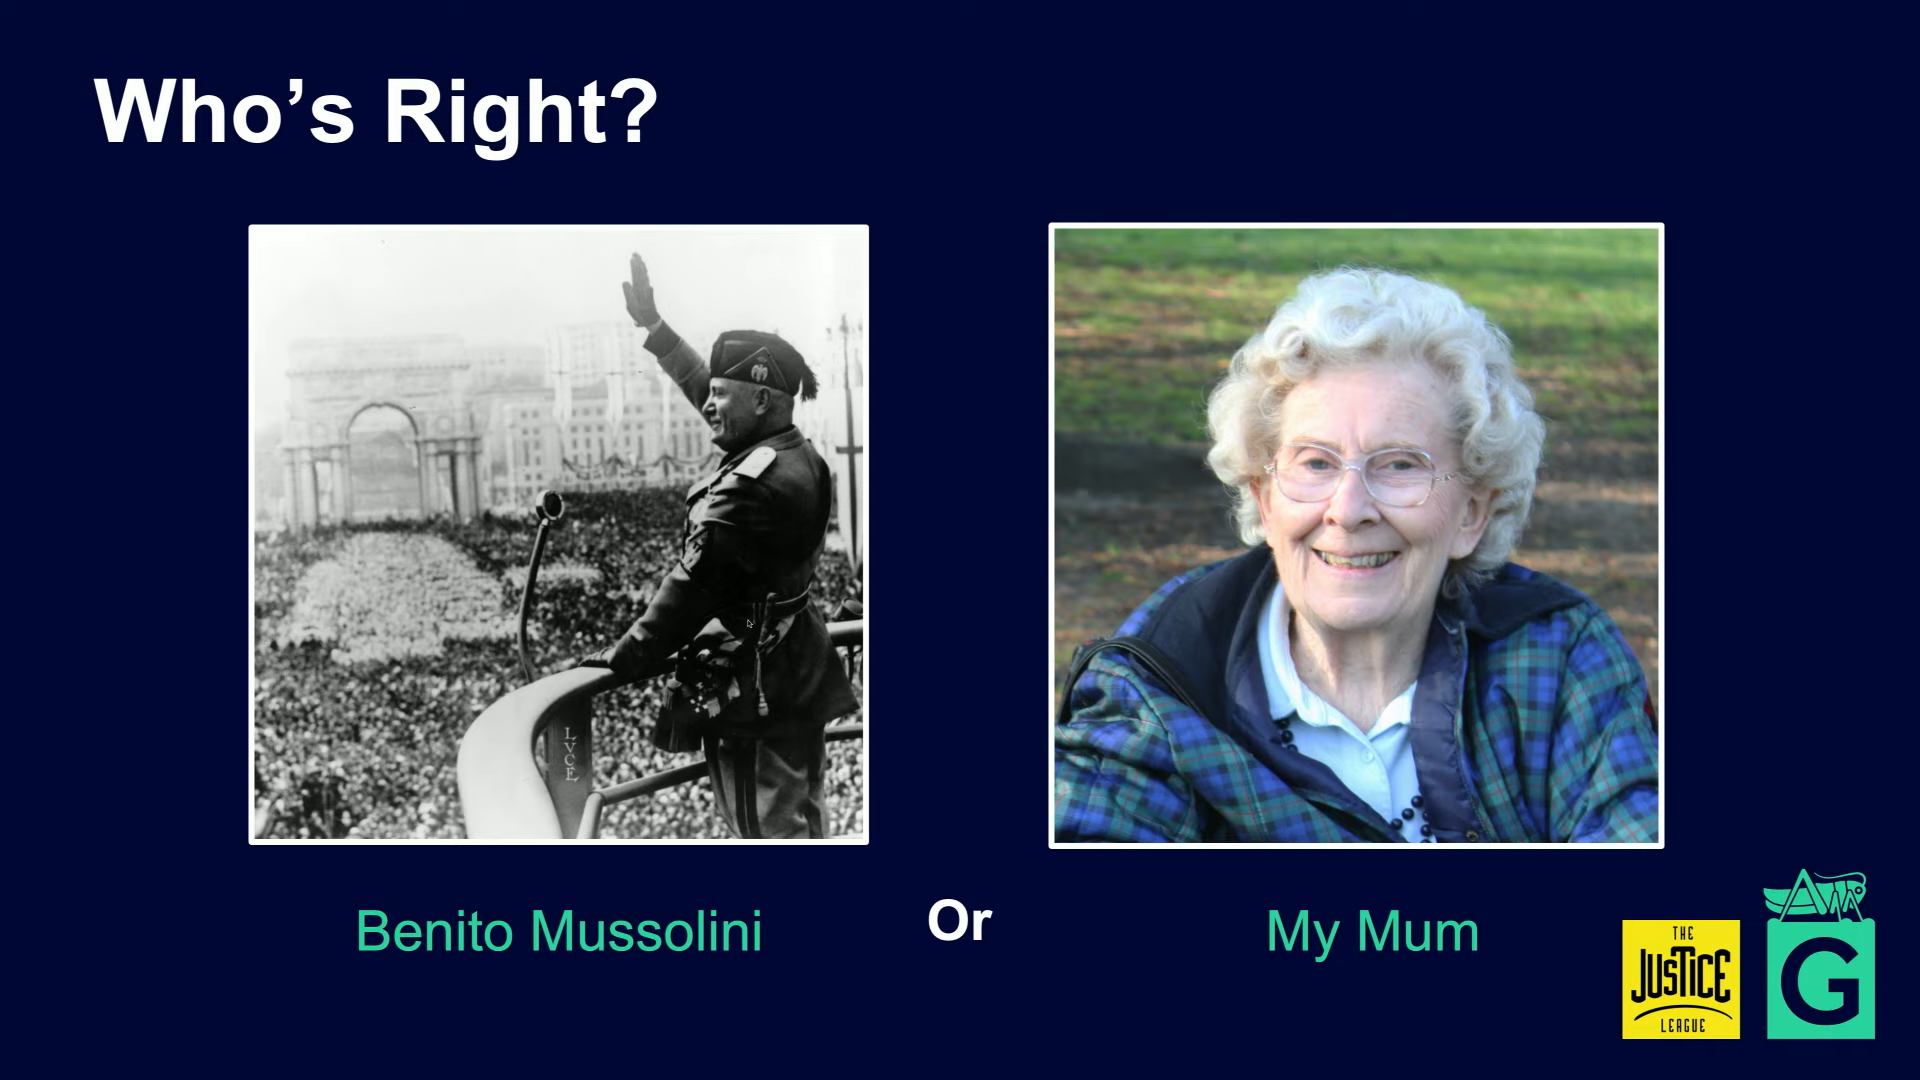 Who's Right?
LVCE
Benito Mussolini
Or
My Mum
THE
JUSTICE
LEAGUE
G